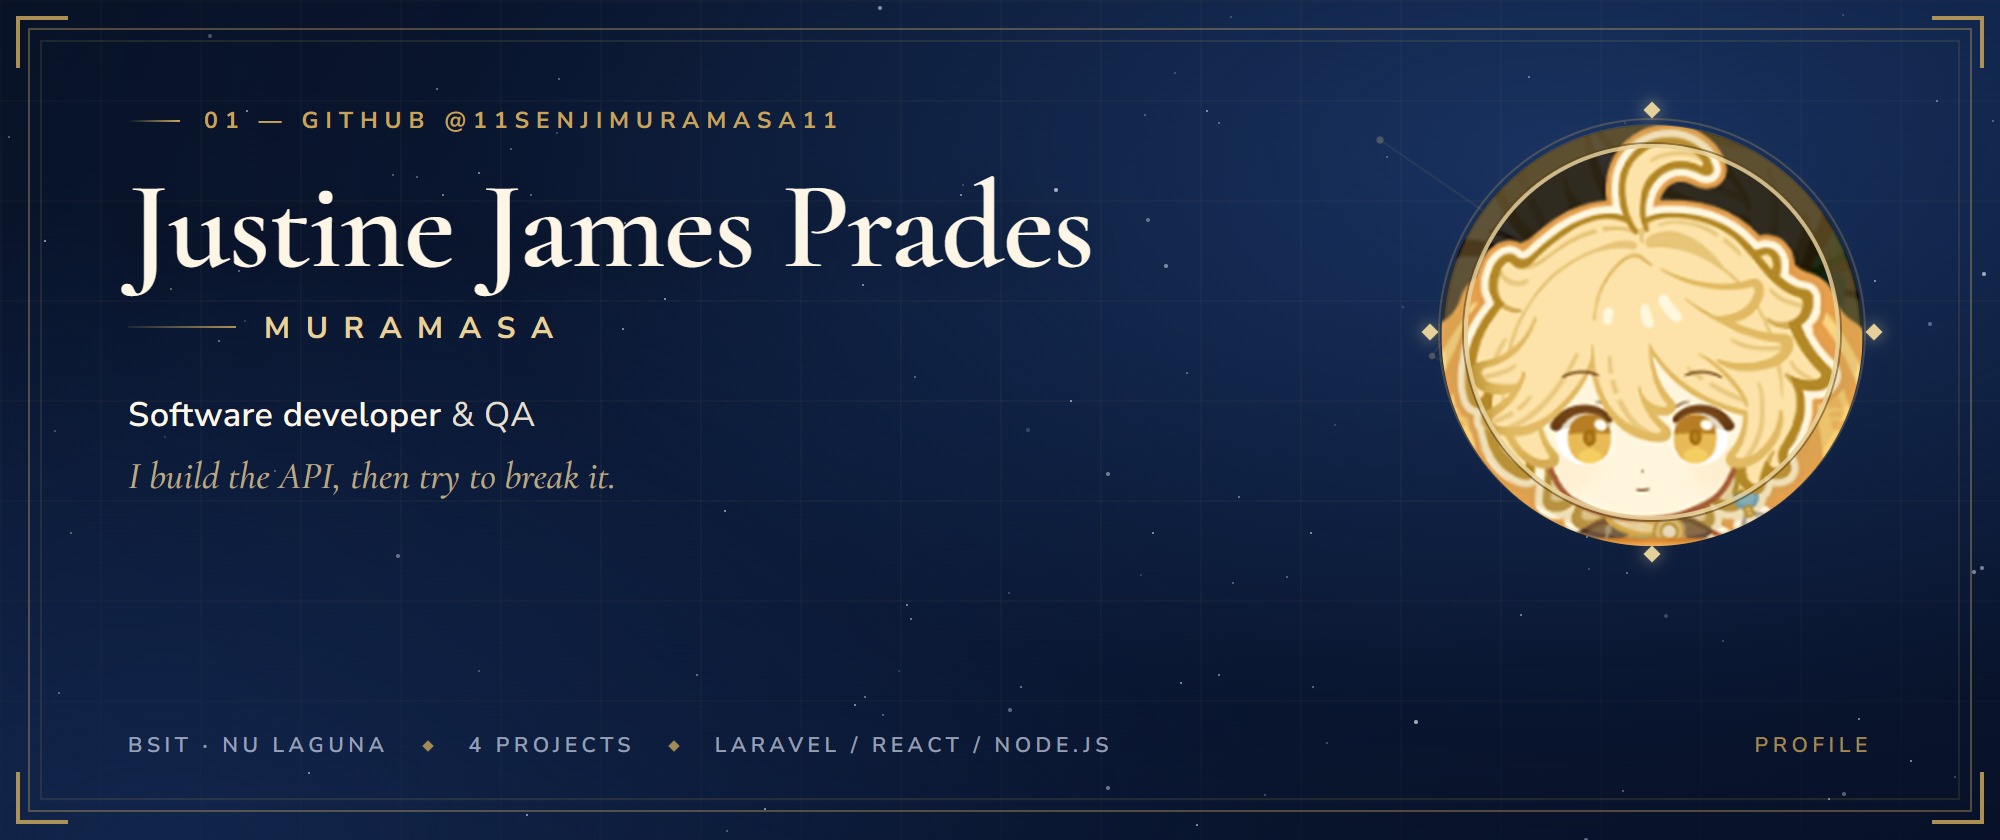 01 — GITHUB @11SENJIMURAMASA11
Justine James Prades
MURAMASA
Software developer & QA
I build the API, then try to break it.
BSIT · NU LAGUNA ◆ 4 PROJECTS ◆ LARAVEL / REACT / NODE.JS
PROFILE